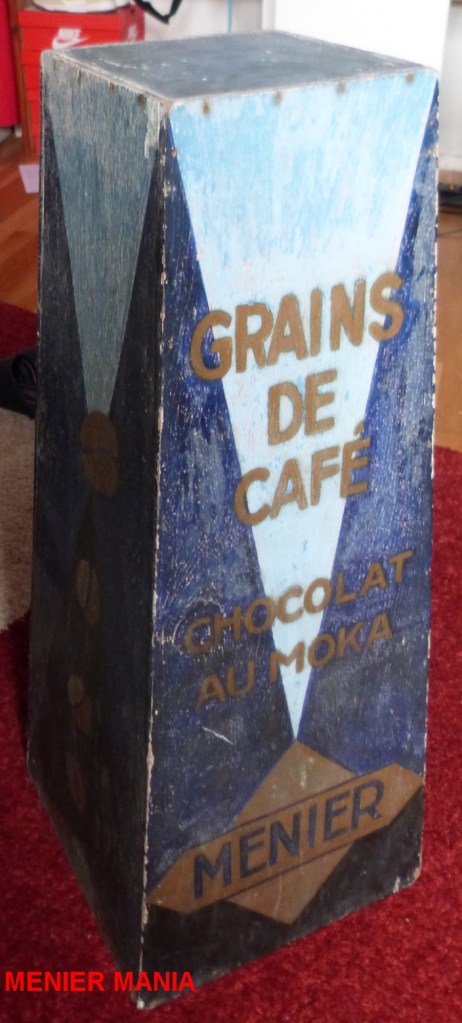 GRAINS
DE
CAFÉ
CHOCOLAT
AU MOKA
MENIER
MENIER MANIA